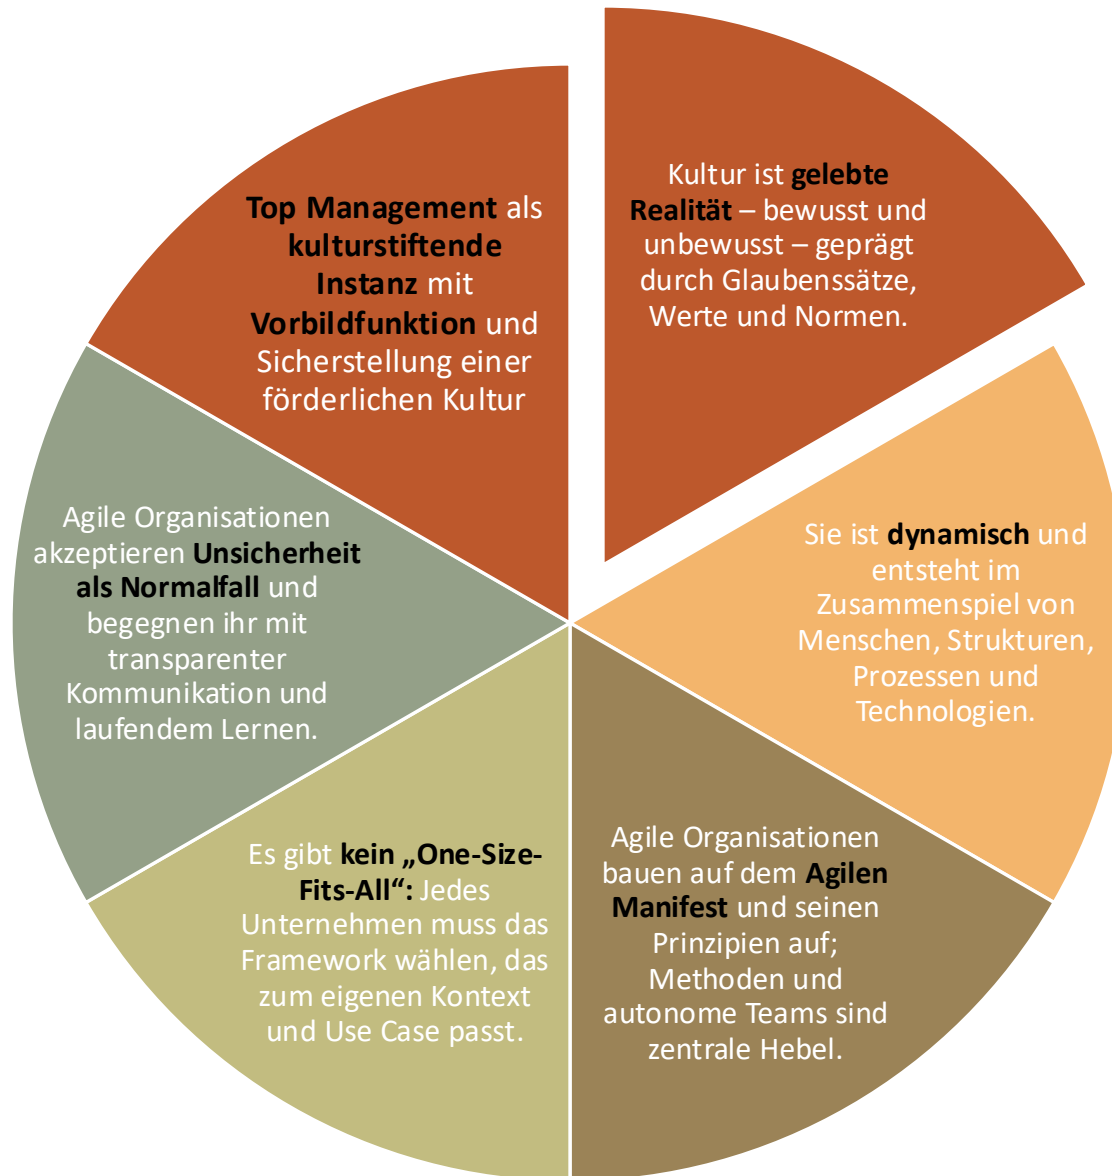 Kultur ist gelebte
Realität – bewusst und
unbewusst – geprägt
durch Glaubenssätze,
Werte und Normen.
Sie ist dynamisch und
entsteht im
Zusammenspiel von
Menschen, Strukturen,
Prozessen und
Technologien.
Agile Organisationen
bauen auf dem Agilen
Manifest und seinen
Prinzipien auf;
Methoden und
autonome Teams sind
zentrale Hebel.
Es gibt kein „One-Size-
Fits-All“: Jedes
Unternehmen muss das
Framework wählen, das
zum eigenen Kontext
und Use Case passt.
Agile Organisationen
akzeptieren Unsicherheit
als Normalfall und
begegnen ihr mit
transparenter
Kommunikation und
laufendem Lernen.
Top Management als
kulturstiftende
Instanz mit
Vorbildfunktion und
Sicherstellung einer
förderlichen Kultur